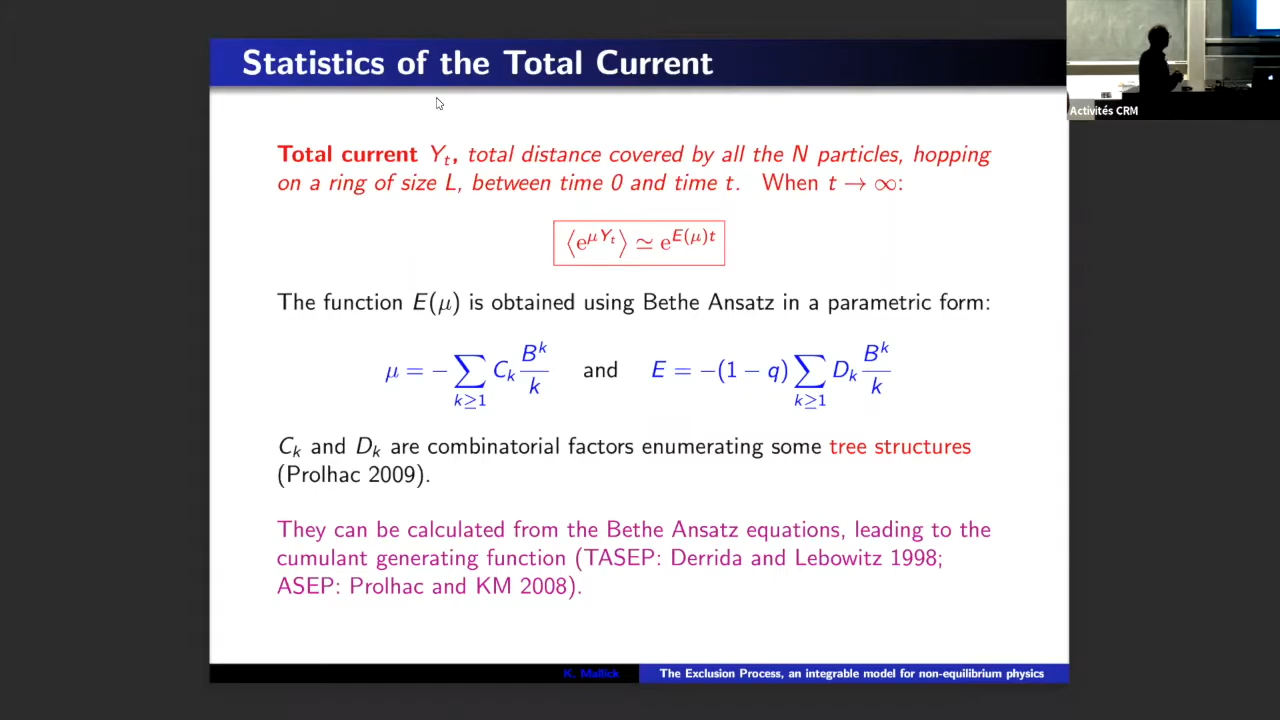 Statistics of the Total Current
Activités CRM
Total current Yₜ, total distance covered by all the N particles, hopping
on a ring of size L, between time 0 and time t. When t → ∞:
⟨e^{μYₜ}⟩ ≃ e^{E(μ)t}
The function E(μ) is obtained using Bethe Ansatz in a parametric form:
μ = − ∑_{k≥1} C_k B^k/k and E = −(1 − q) ∑_{k≥1} D_k B^k/k
C_k and D_k are combinatorial factors enumerating some tree structures
(Prolhac 2009).
They can be calculated from the Bethe Ansatz equations, leading to the
cumulant generating function (TASEP: Derrida and Lebowitz 1998;
ASEP: Prolhac and KM 2008).
K. Mallick The Exclusion Process, an integrable model for non-equilibrium physics